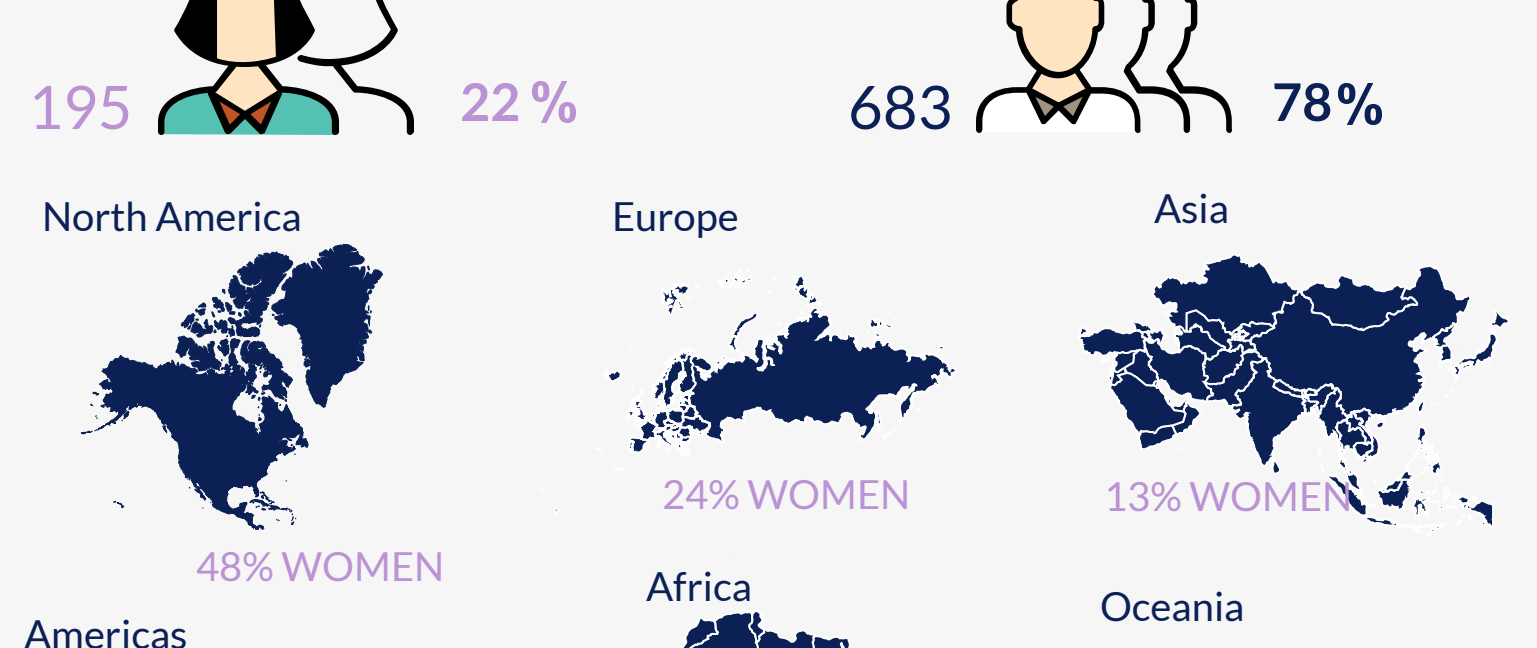 195
22 %
683
78%
North America
Europe
Asia
24% WOMEN
13% WOMEN
48% WOMEN
Africa
Oceania
Americas